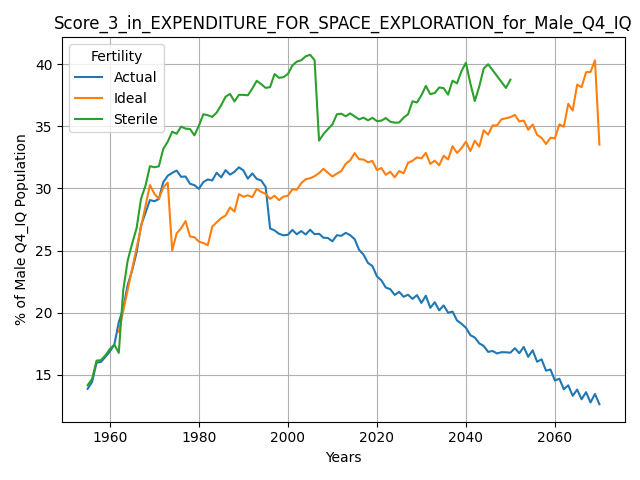 Score_3_in_EXPENDITURE_FOR_SPACE_EXPLORATION_for_Male_Q4_IQ
Fertility
Actual
Ideal
Sterile
% of Male Q4_IQ Population
40
35
30
25
20
15
1960 1980 2000 2020 2040 2060
Years